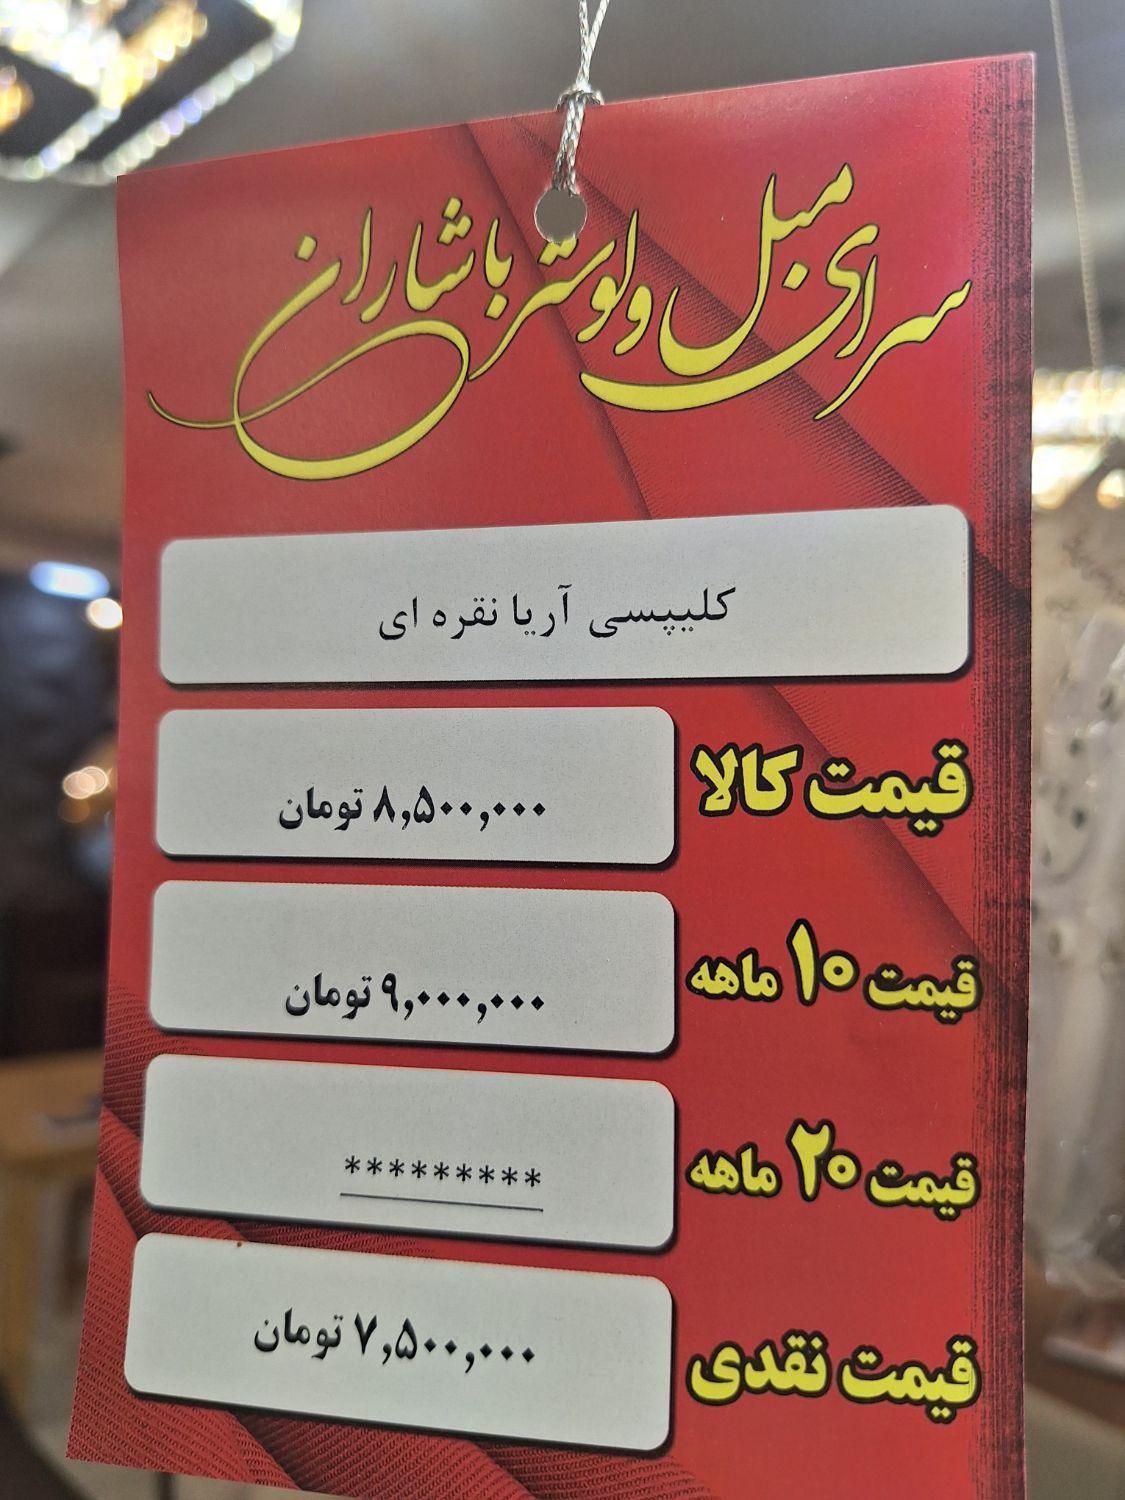 سرای مبل و لوستر باشاران
کلیپسی آریا نقره ای
قیمت کالا ۸,۵۰۰,۰۰۰ تومان
قیمت ۱۰ ماهه ۹,۰۰۰,۰۰۰ تومان
قیمت ۲۰ ماهه *********
قیمت نقدی ۷,۵۰۰,۰۰۰ تومان